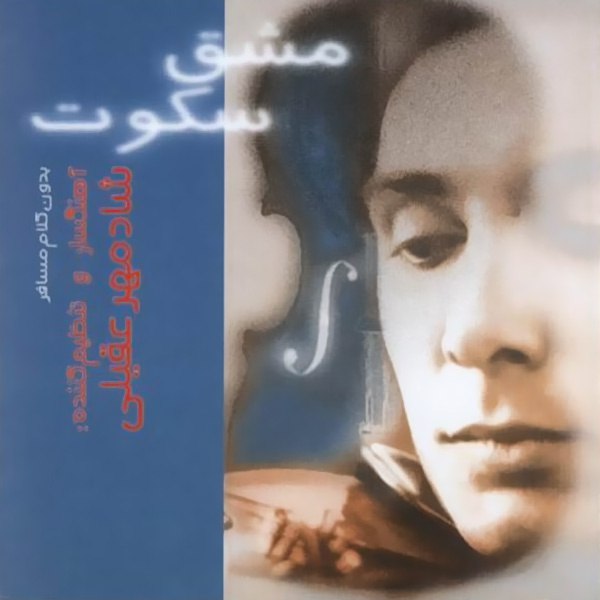 مشق
سکوت
بدون کلام مسافر
آهنگساز و تنظیم کننده:
شادمهر عقیلی